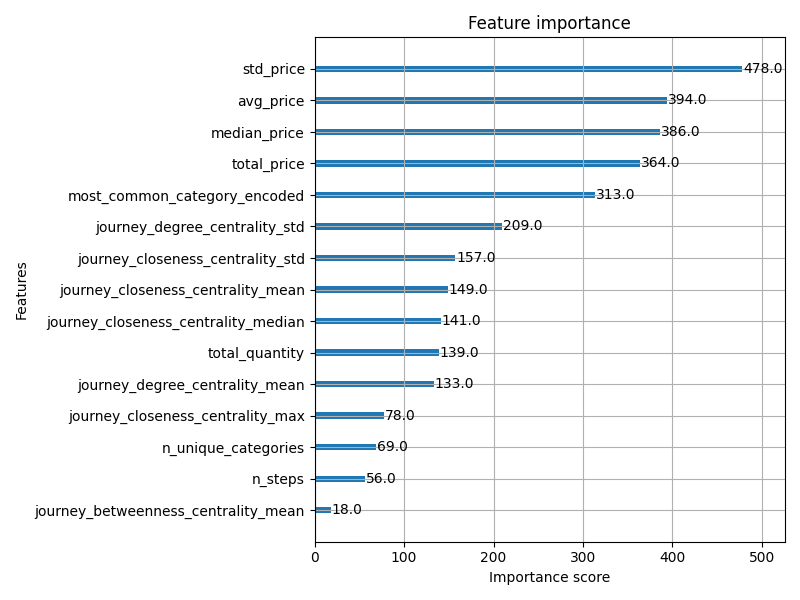 Feature importance
std_price 478.0
avg_price 394.0
median_price 386.0
total_price 364.0
most_common_category_encoded 313.0
journey_degree_centrality_std 209.0
journey_closeness_centrality_std 157.0
journey_closeness_centrality_mean 149.0
journey_closeness_centrality_median 141.0
total_quantity 139.0
journey_degree_centrality_mean 133.0
journey_closeness_centrality_max 78.0
n_unique_categories 69.0
n_steps 56.0
journey_betweenness_centrality_mean 18.0
Features
0 100 200 300 400 500
Importance score